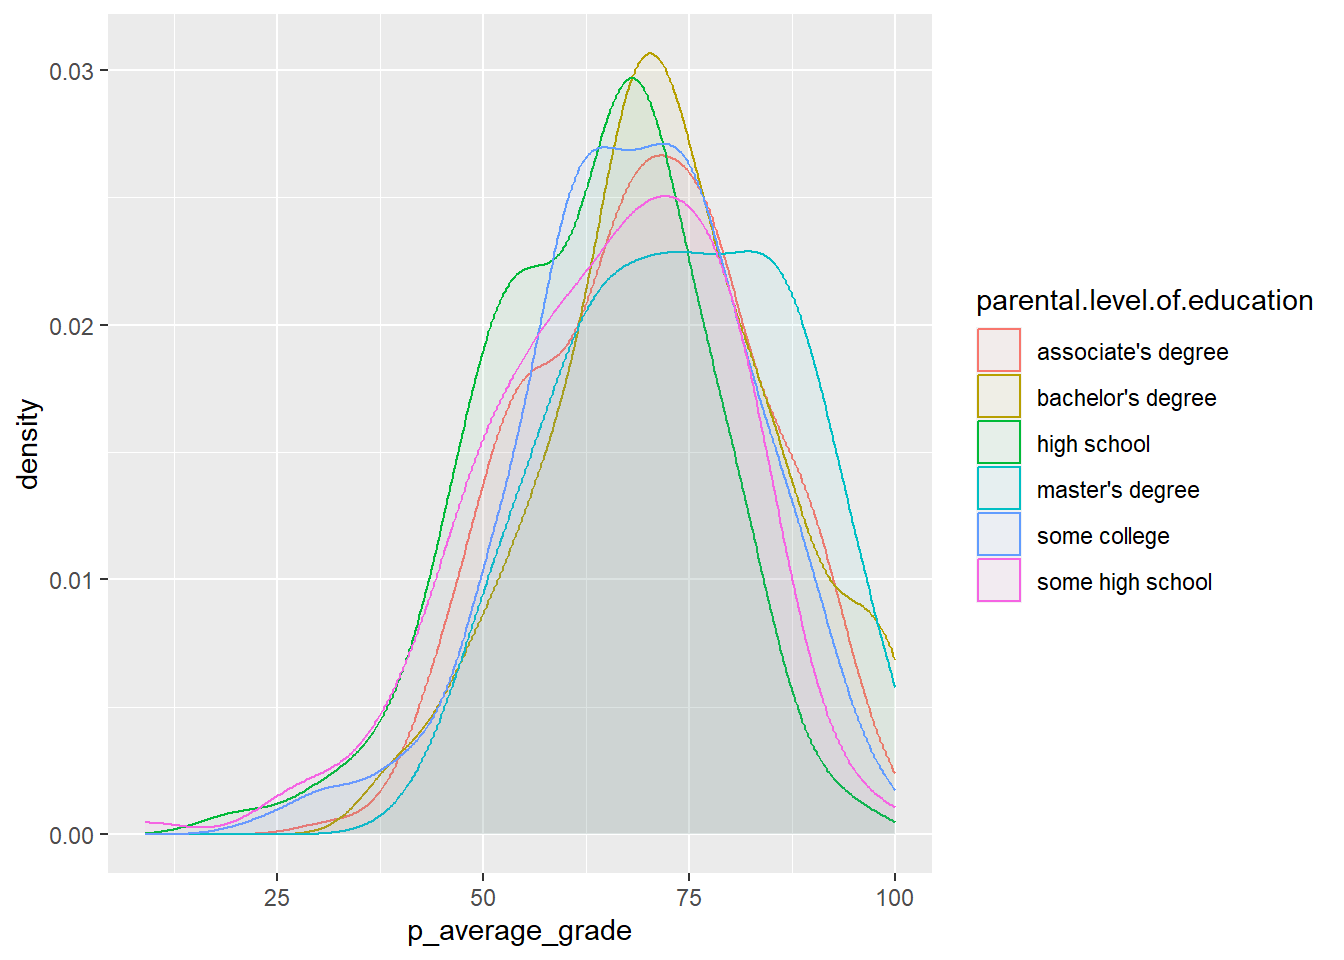 0.03
0.02
0.01
0.00
density
25 50 75 100
p_average_grade
parental.level.of.education
associate's degree
bachelor's degree
high school
master's degree
some college
some high school